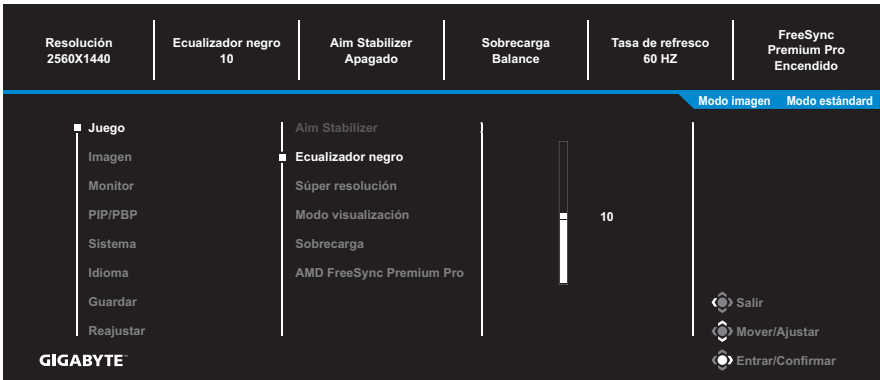 Resolución
2560X1440
Ecualizador negro
10
Aim Stabilizer
Apagado
Sobrecarga
Balance
Tasa de refresco
60 HZ
FreeSync
Premium Pro
Encendido
Modo imagen Modo estándard
Juego
Imagen
Monitor
PIP/PBP
Sistema
Idioma
Guardar
Reajustar
Aim Stabilizer
Ecualizador negro
Súper resolución
Modo visualización
Sobrecarga
AMD FreeSync Premium Pro
10
Salir
Mover/Ajustar
Entrar/Confirmar
GIGABYTE™